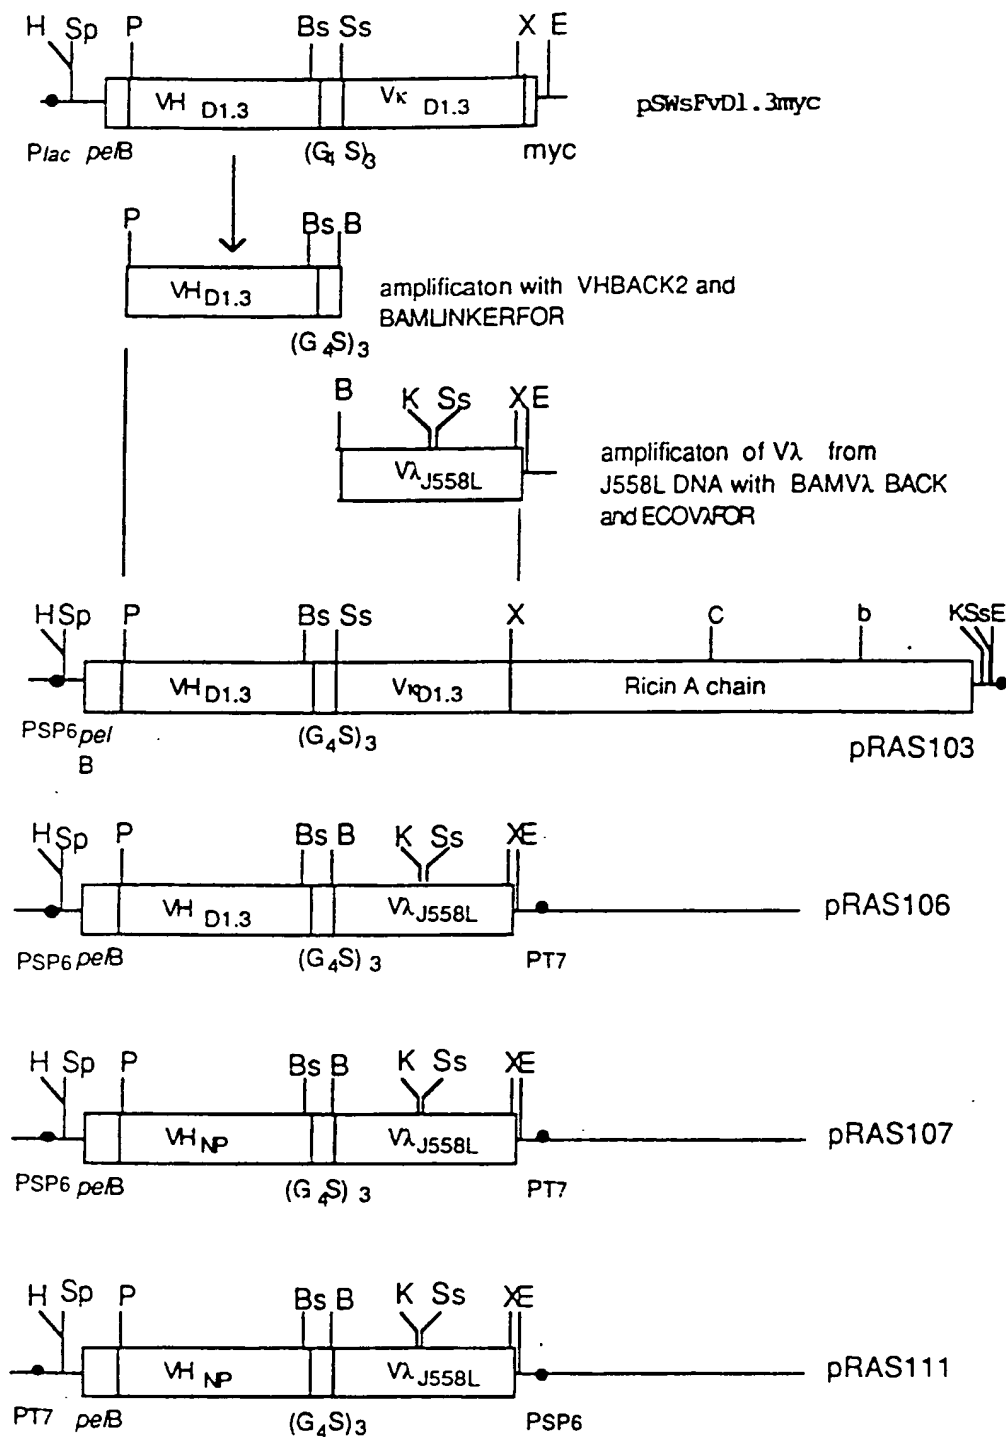 H Sp P Bs Ss X E
VH D1.3 Vκ D1.3 pSWsFvD1.3myc
Plac pelB (G4S)3 myc
P Bs B
VH D1.3 amplificaton with VHBACK2 and
BAMLINKERFOR
(G4S)3
B K Ss X E
Vλ J558L amplificaton of Vλ from
J558L DNA with BAMVλ BACK
and ECOVλFOR
H Sp P Bs Ss X C b K Ss E
VH D1.3 Vκ D1.3 Ricin A chain
PSP6 pel
B (G4S)3 pRAS103
H Sp P Bs B K Ss X E
VH D1.3 Vλ J558L pRAS106
PSP6 pelB (G4S)3 PT7
H Sp P Bs B K Ss X E
VH NP Vλ J558L pRAS107
PSP6 pelB (G4S)3 PT7
H Sp P Bs B K Ss X E
VH NP Vλ J558L pRAS111
PT7 pelB (G4S)3 PSP6